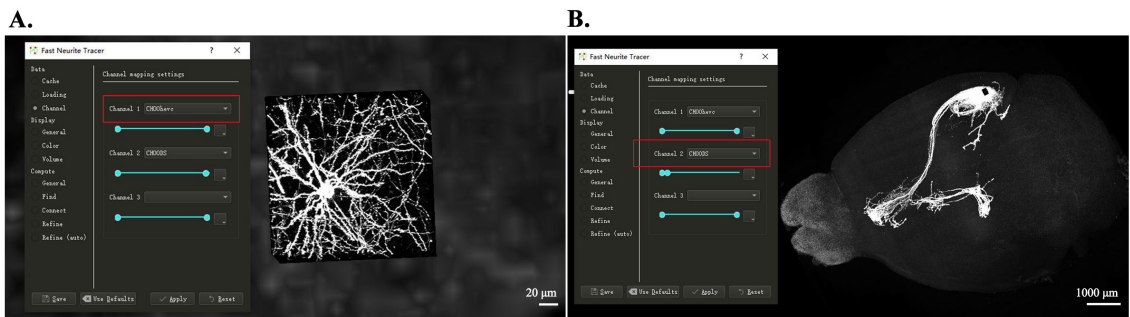 A.
Fast Neurite Tracer ? ×
Data
Cache
Loading
Channel
Display
General
Color
Volume
Compute
General
Find
Connect
Refine
Refine (auto)
Channel mapping settings
Channel 1 CH00hevc
Channel 2 CH00DS
Channel 3
Save Use Defaults Apply Reset
20 μm
B.
Fast Neurite Tracer ? ×
Data
Cache
Loading
Channel
Display
General
Color
Volume
Compute
General
Find
Connect
Refine
Refine (auto)
Channel mapping settings
Channel 1 CH00hevc
Channel 2 CH00DS
Channel 3
Save Use Defaults Apply Reset
1000 μm